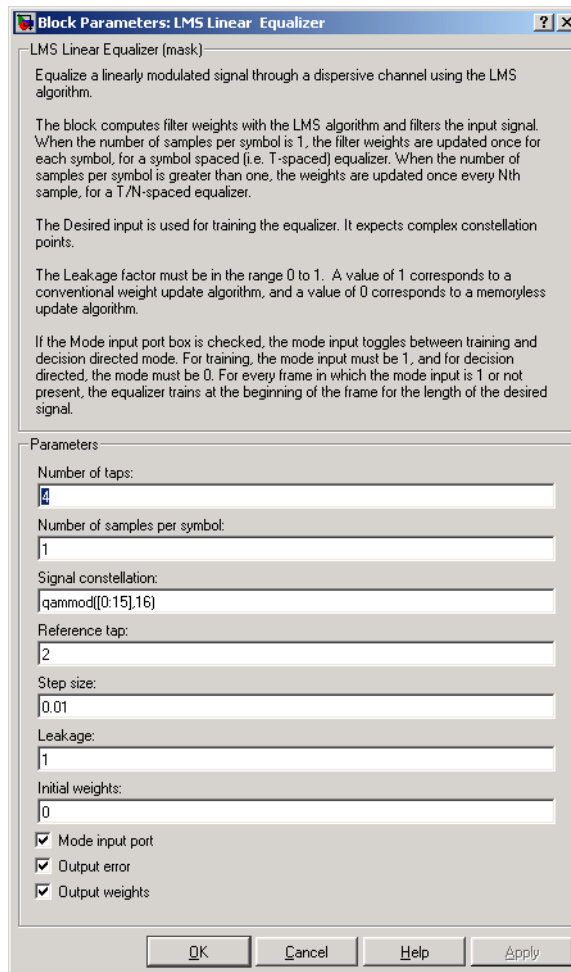 Block Parameters: LMS Linear Equalizer
LMS Linear Equalizer (mask)
Equalize a linearly modulated signal through a dispersive channel using the LMS
algorithm.
The block computes filter weights with the LMS algorithm and filters the input signal.
When the number of samples per symbol is 1, the filter weights are updated once for
each symbol, for a symbol spaced (i.e. T-spaced) equalizer. When the number of
samples per symbol is greater than one, the weights are updated once every Nth
sample, for a T/N-spaced equalizer.
The Desired input is used for training the equalizer. It expects complex constellation
points.
The Leakage factor must be in the range 0 to 1. A value of 1 corresponds to a
conventional weight update algorithm, and a value of 0 corresponds to a memoryless
update algorithm.
If the Mode input port box is checked, the mode input toggles between training and
decision directed mode. For training, the mode input must be 1, and for decision
directed, the mode must be 0. For every frame in which the mode input is 1 or not
present, the equalizer trains at the beginning of the frame for the length of the desired
signal.
Parameters
Number of taps:
4
Number of samples per symbol:
1
Signal constellation:
qammod([0:15],16)
Reference tap:
2
Step size:
0.01
Leakage:
1
Initial weights:
0
Mode input port
Output error
Output weights
OK Cancel Help Apply